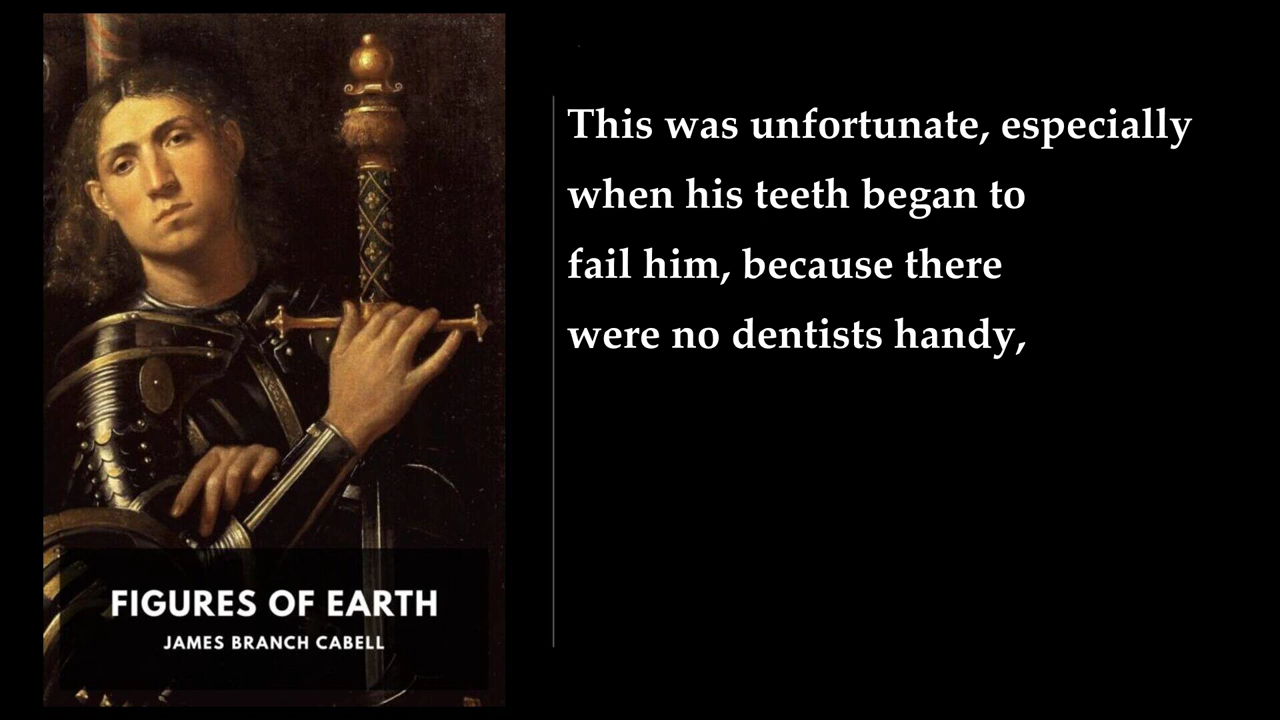 This was unfortunate, especially
when his teeth began to
fail him, because there
were no dentists handy,
FIGURES OF EARTH
JAMES BRANCH CABELL